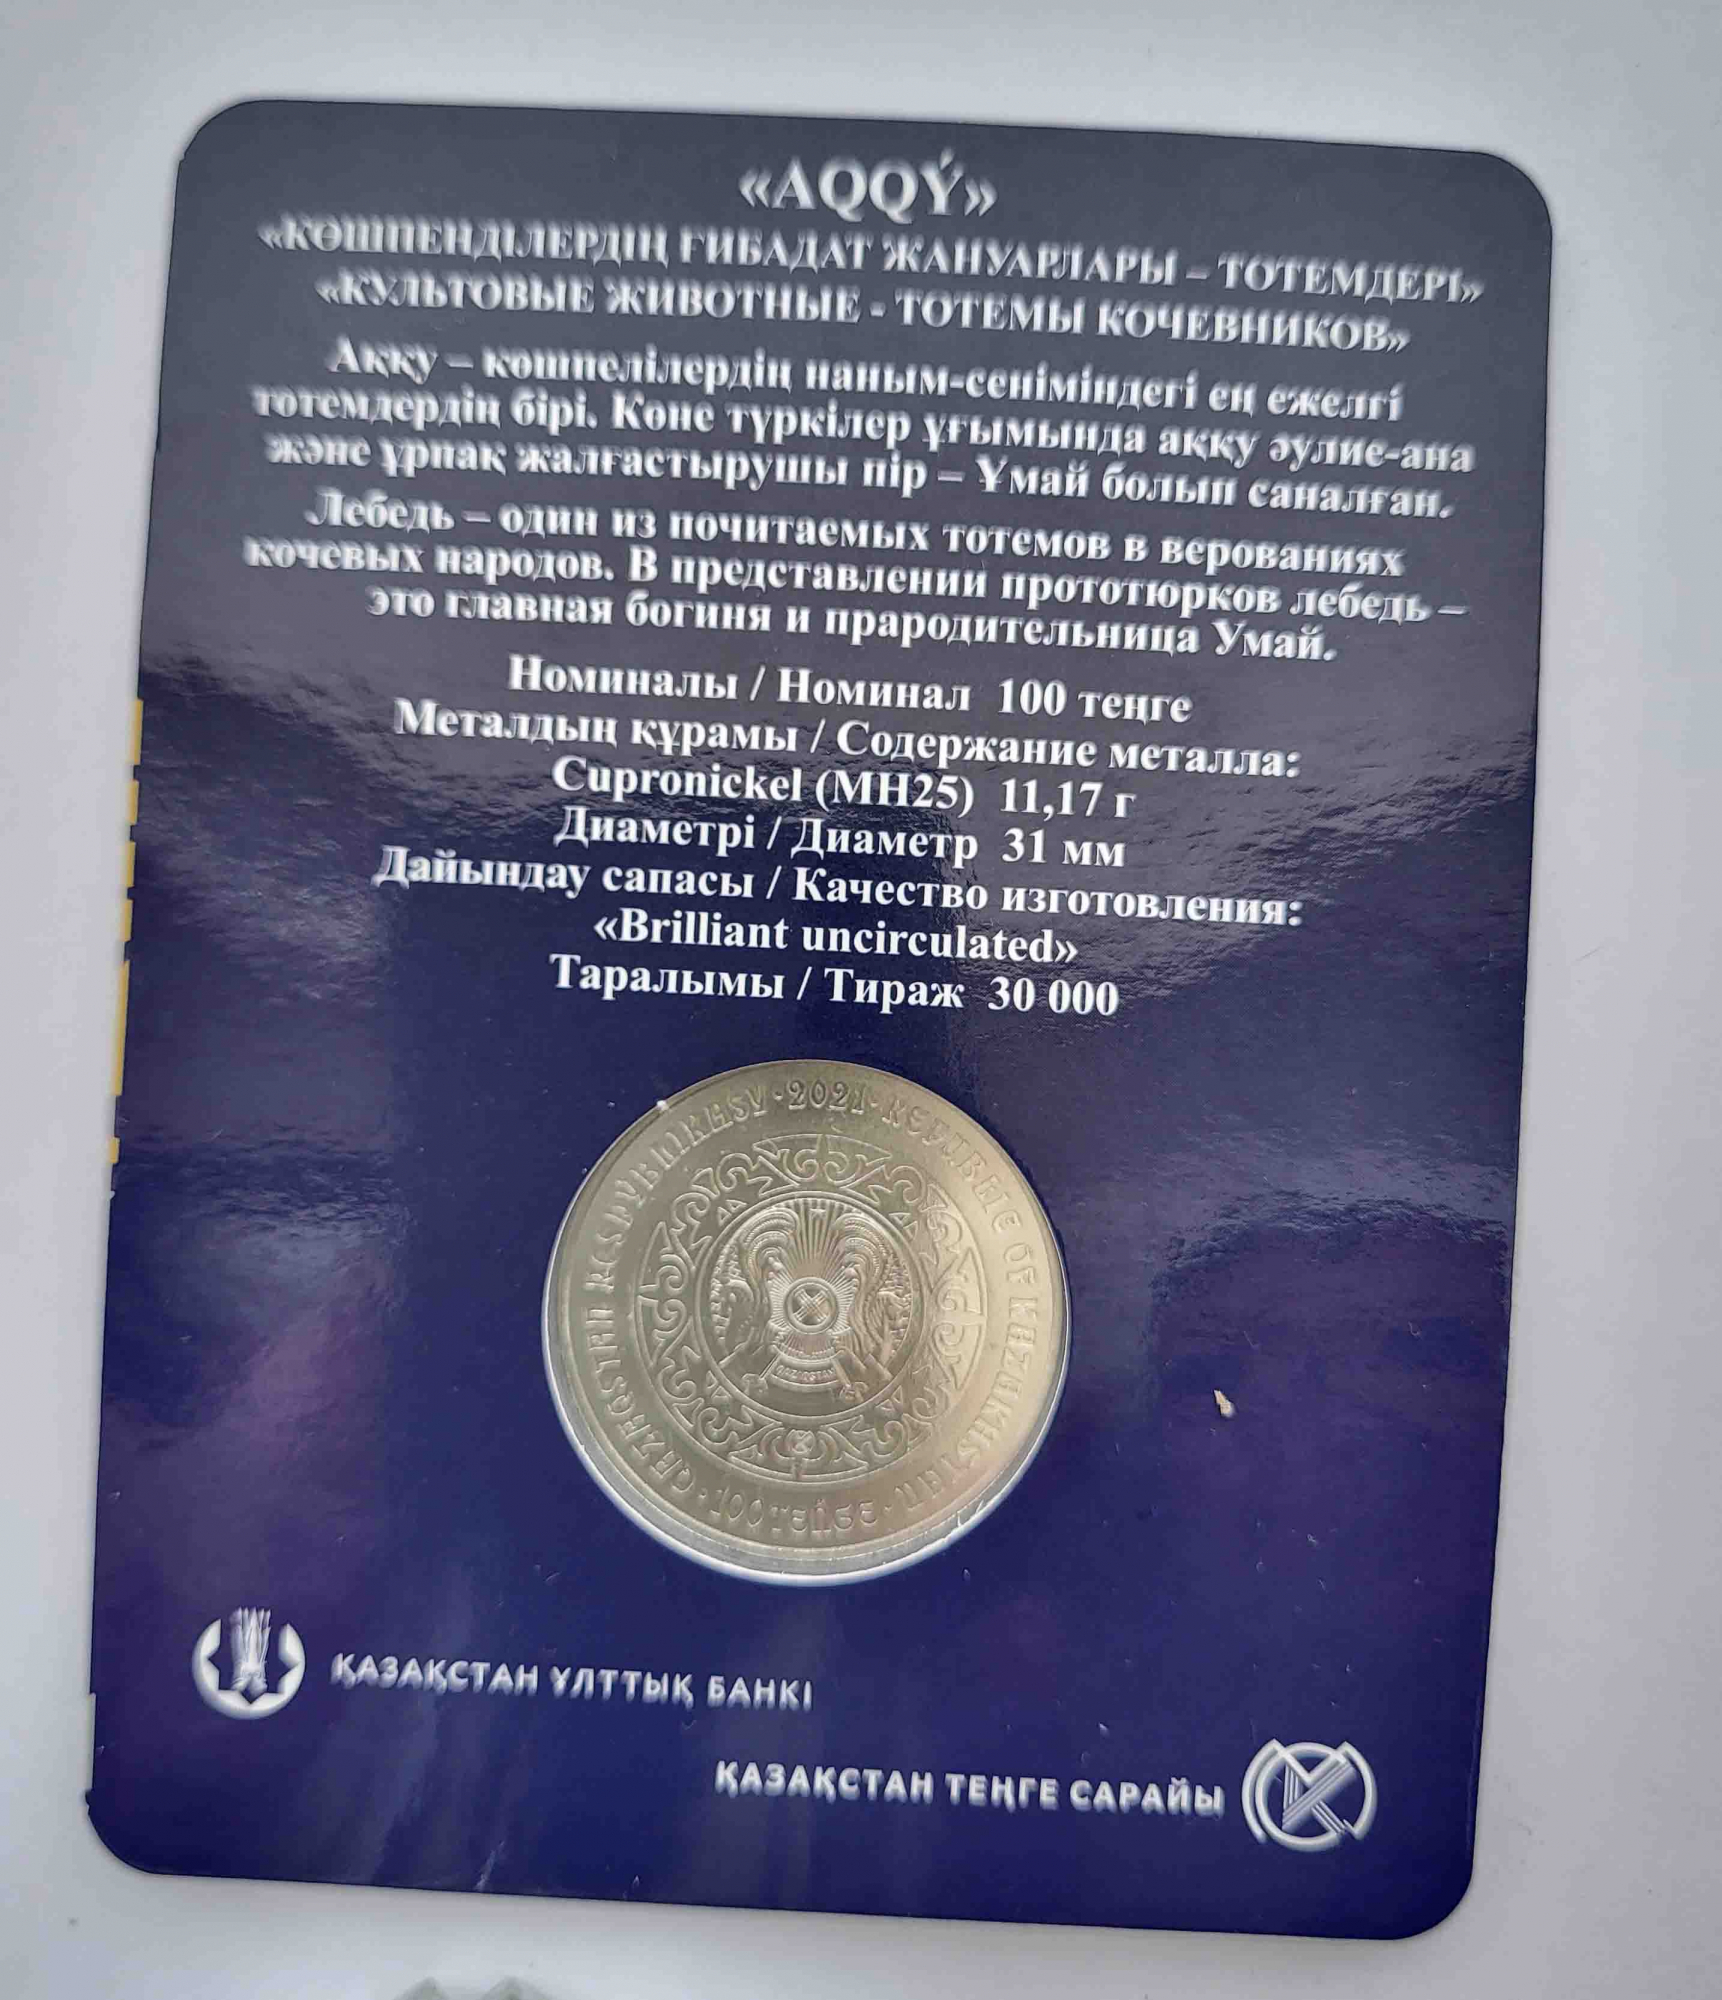 «AQQÝ»
«КӨШПЕНДІЛЕРДІҢ ҒИБАДАТ ЖАНУАРЛАРЫ – ТОТЕМДЕРІ»
«КУЛЬТОВЫЕ ЖИВОТНЫЕ - ТОТЕМЫ КОЧЕВНИКОВ»
Аққу – көшпелілердің наным-сеніміндегі ең ежелгі
тотемдердің бірі. Көне түркілер ұғымында аққу әулие-ана
және ұрпақ жалғастырушы пір – Ұмай болып саналған.
Лебедь – один из почитаемых тотемов в верованиях
кочевых народов. В представлении прототюрков лебедь –
это главная богиня и прародительница Умай.
Номиналы / Номинал 100 теңге
Металдың құрамы / Содержание металла:
Cupronickel (МН25) 11,17 г
Диаметрі / Диаметр 31 мм
Дайындау сапасы / Качество изготовления:
«Brilliant uncirculated»
Таралымы / Тираж 30 000
QAZAQSTAN RESPÝBLIKASY · 2021 · REPUBLIC OF KAZAKHSTAN
· 100 TEŃGE ·
QAZAQSTAN
ҚАЗАҚСТАН ҰЛТТЫҚ БАНКІ
ҚАЗАҚСТАН ТЕҢГЕ САРАЙЫ